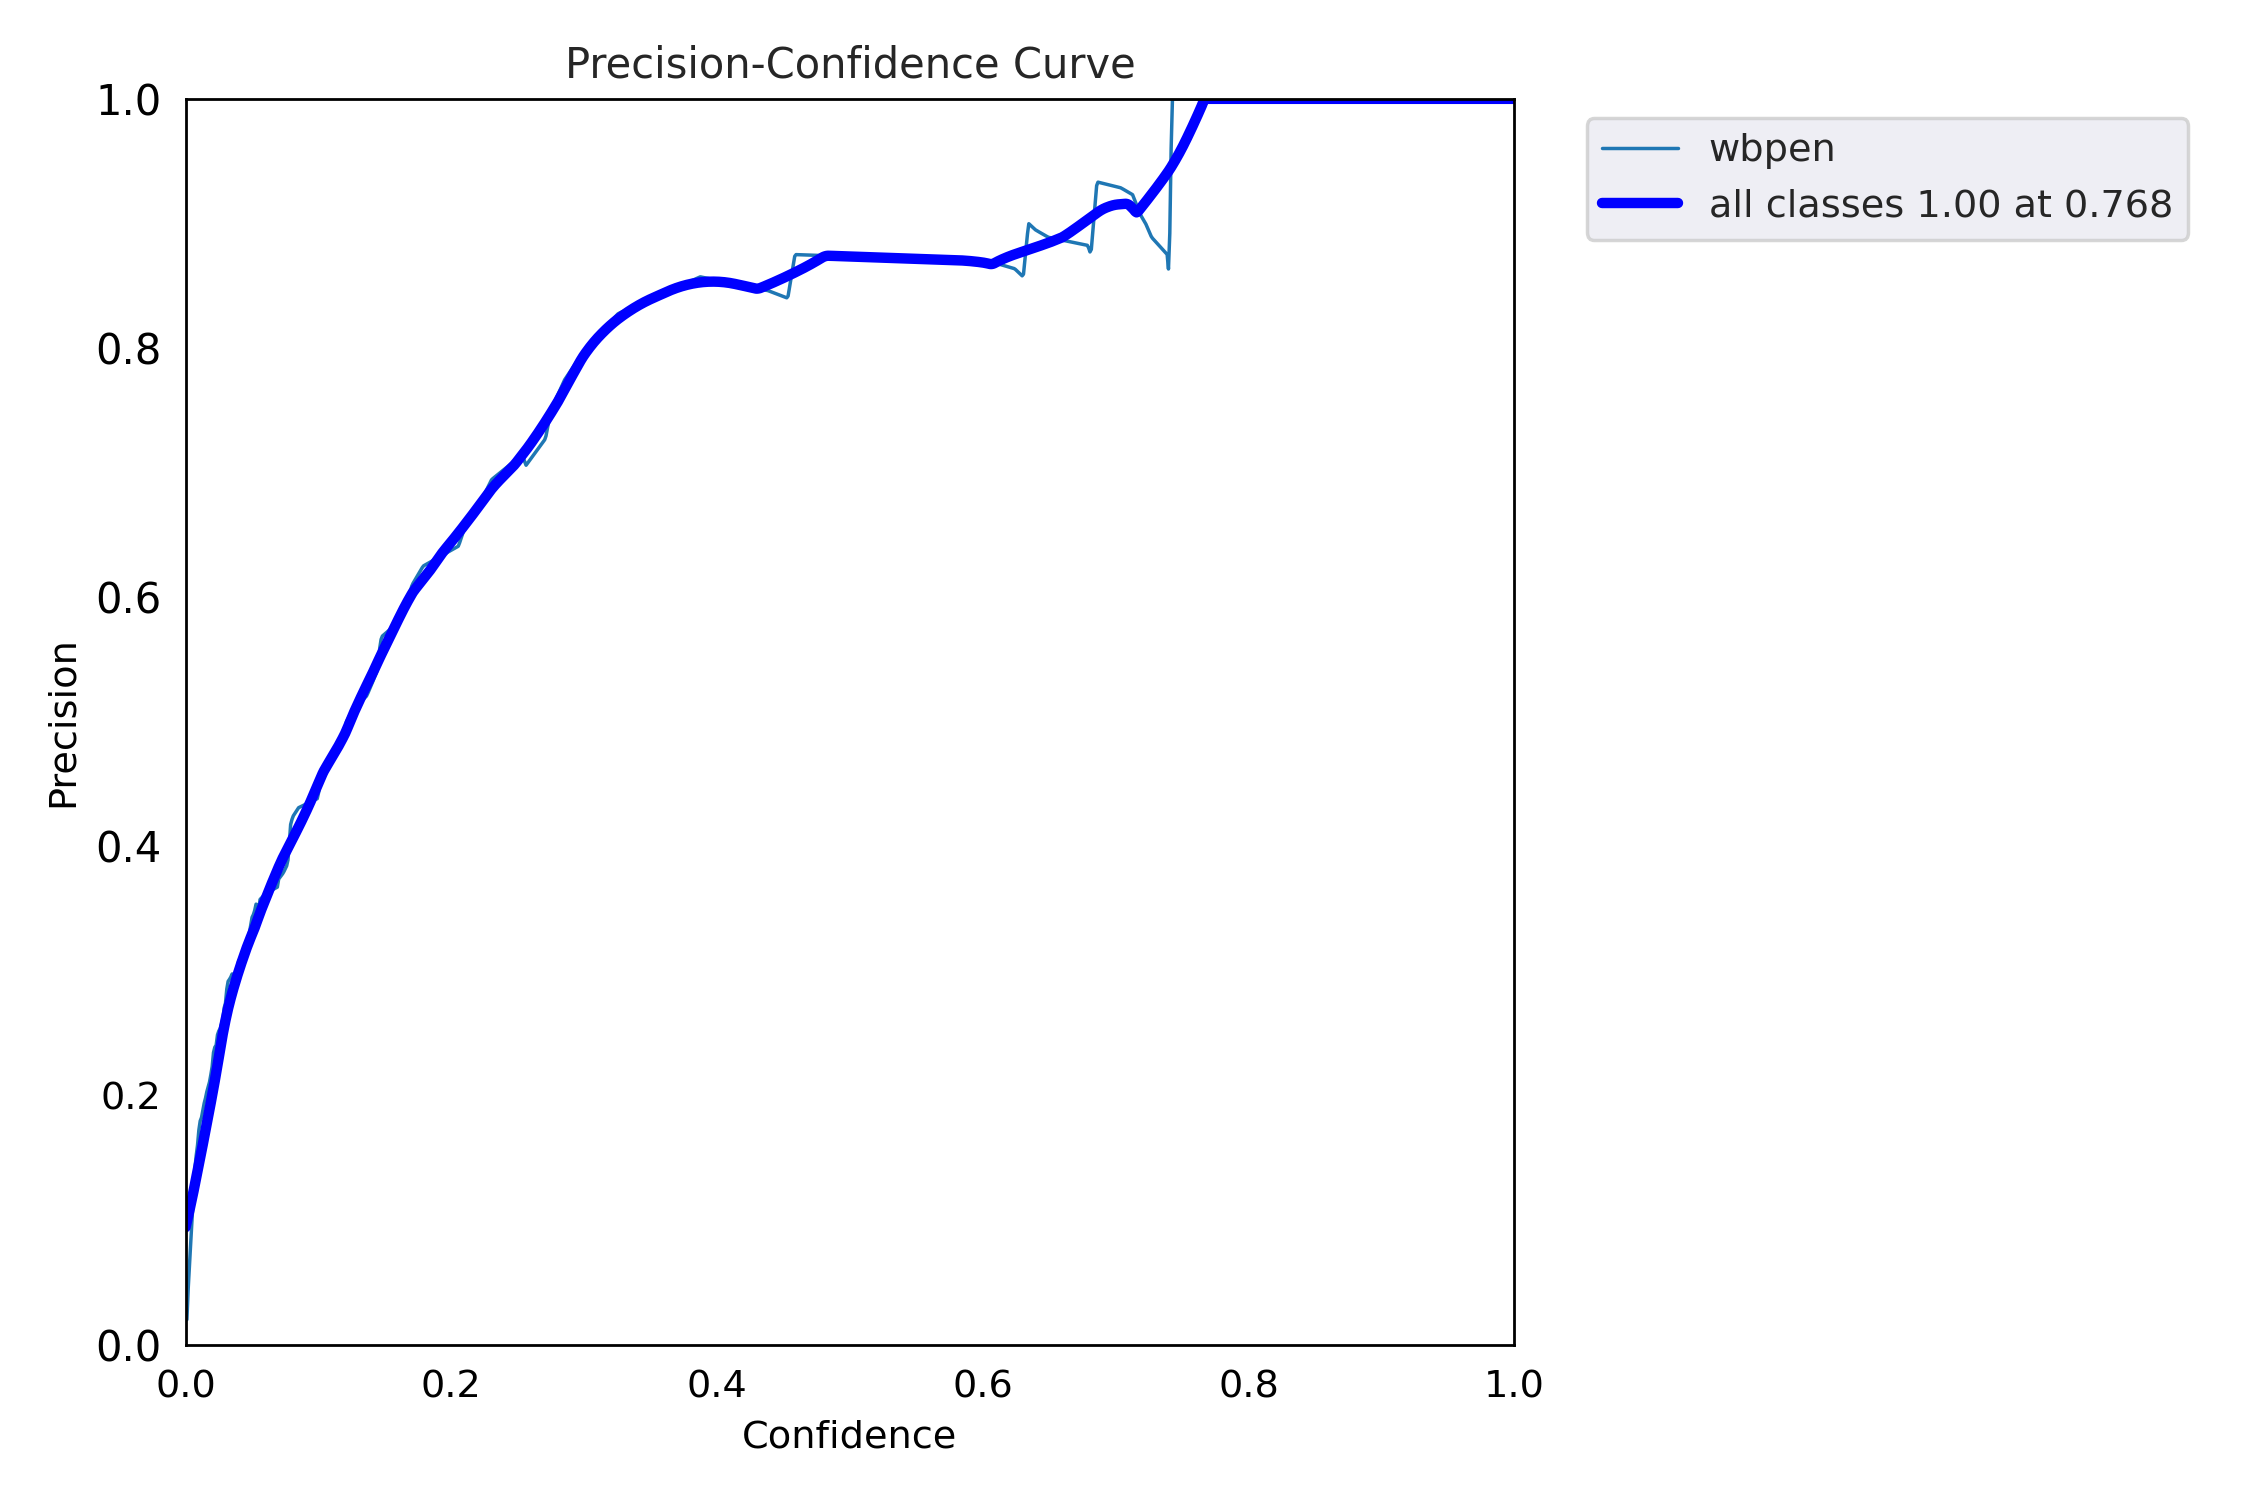 Precision-Confidence Curve
1.0
0.8
0.6
0.4
0.2
0.0
Precision
0.0 0.2 0.4 0.6 0.8 1.0
Confidence
wbpen
all classes 1.00 at 0.768